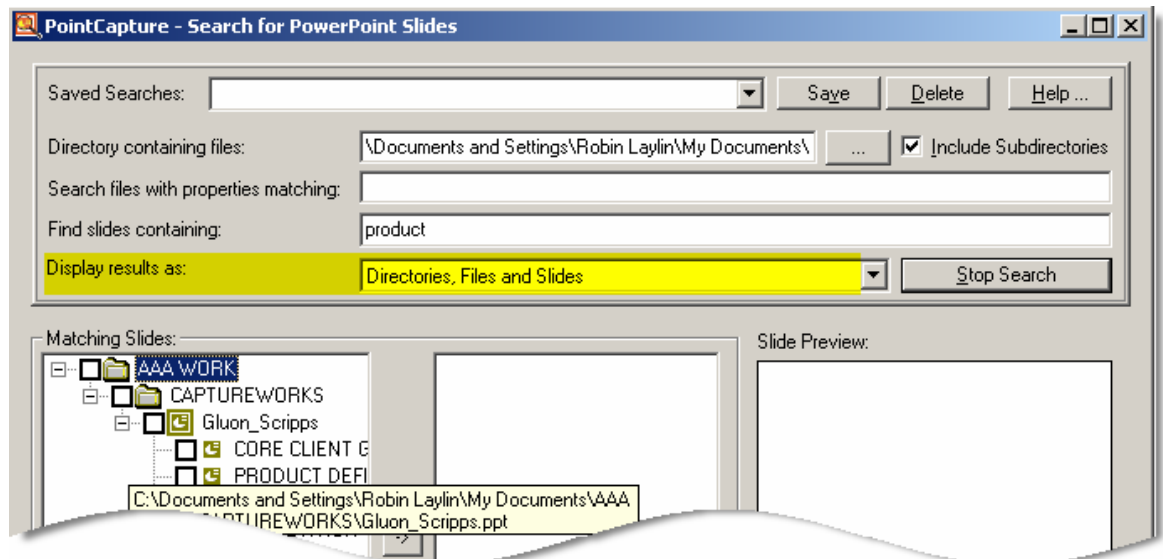 PointCapture - Search for PowerPoint Slides
Saved Searches: Save Delete Help ...
Directory containing files: \Documents and Settings\Robin Laylin\My Documents\ ... Include Subdirectories
Search files with properties matching:
Find slides containing: product
Display results as: Directories, Files and Slides Stop Search
Matching Slides: Slide Preview:
AAA WORK
CAPTUREWORKS
Gluon_Scripps
CORE CLIENT G
PRODUCT DEFI
C:\Documents and Settings\Robin Laylin\My Documents\AAA
CAPTUREWORKS\Gluon_Scripps.ppt
->